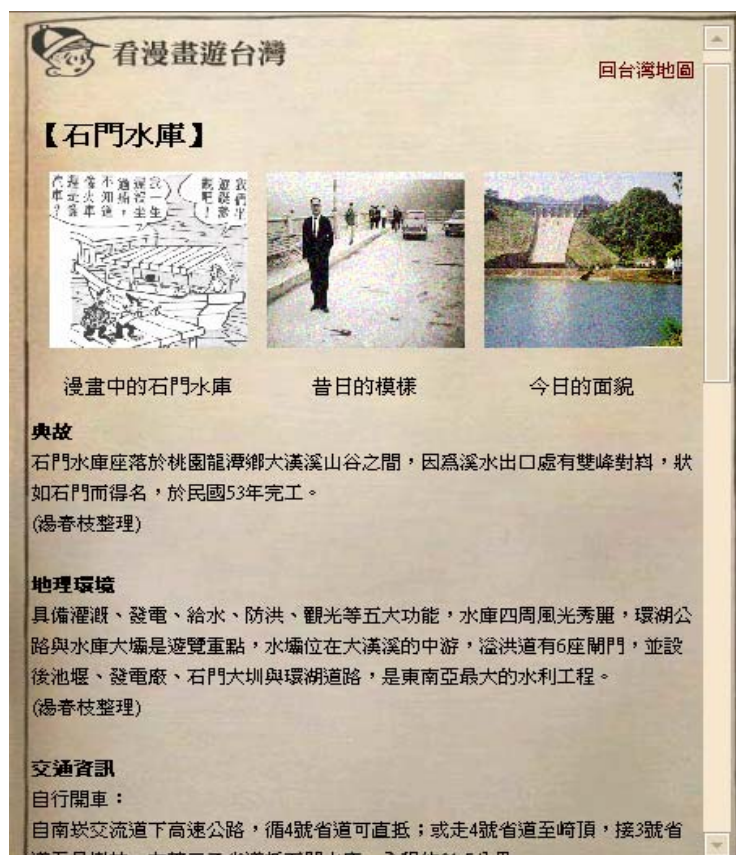 看漫畫遊台灣
回台灣地圖
【石門水庫】
漫畫中的石門水庫
昔日的模樣
今日的面貌
典故
石門水庫座落於桃園龍潭鄉大漢溪山谷之間，因為溪水出口處有雙峰對峙，狀
如石門而得名，於民國53年完工。
(湯春枝整理)
地理環境
具備灌漑、發電、給水、防洪、觀光等五大功能，水庫四周風光秀麗，環湖公
路與水庫大壩是遊覽重點，水壩位在大漢溪的中游，溢洪道有6座閘門，並設
後池堰、發電廠、石門大圳與環湖道路，是東南亞最大的水利工程。
(湯春枝整理)
交通資訊
自行開車：
自南崁交流道下高速公路，循4號省道可直抵；或走4號省道至崎頂，接3號省